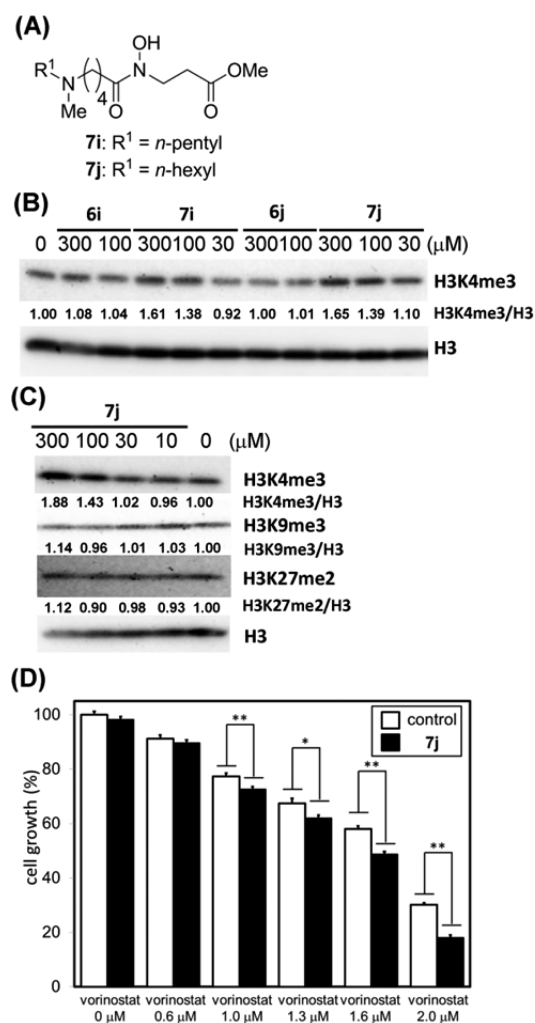 (A)
OH
R¹ N N OMe
Me 4 O O
7i: R¹ = n-pentyl
7j: R¹ = n-hexyl
(B)
6i 7i 6j 7j
0 300 100 300 100 30 300 100 300 100 30 (μM)
H3K4me3
1.00 1.08 1.04 1.61 1.38 0.92 1.00 1.01 1.65 1.39 1.10 H3K4me3/H3
H3
(C)
7j
300 100 30 10 0 (μM)
H3K4me3
1.88 1.43 1.02 0.96 1.00 H3K4me3/H3
H3K9me3
1.14 0.96 1.01 1.03 1.00 H3K9me3/H3
H3K27me2
1.12 0.90 0.98 0.93 1.00 H3K27me2/H3
H3
(D)
control
7j
cell growth (%)
100
80
60
40
20
0
** * ** **
vorinostat vorinostat vorinostat vorinostat vorinostat vorinostat
0 μM 0.6 μM 1.0 μM 1.3 μM 1.6 μM 2.0 μM